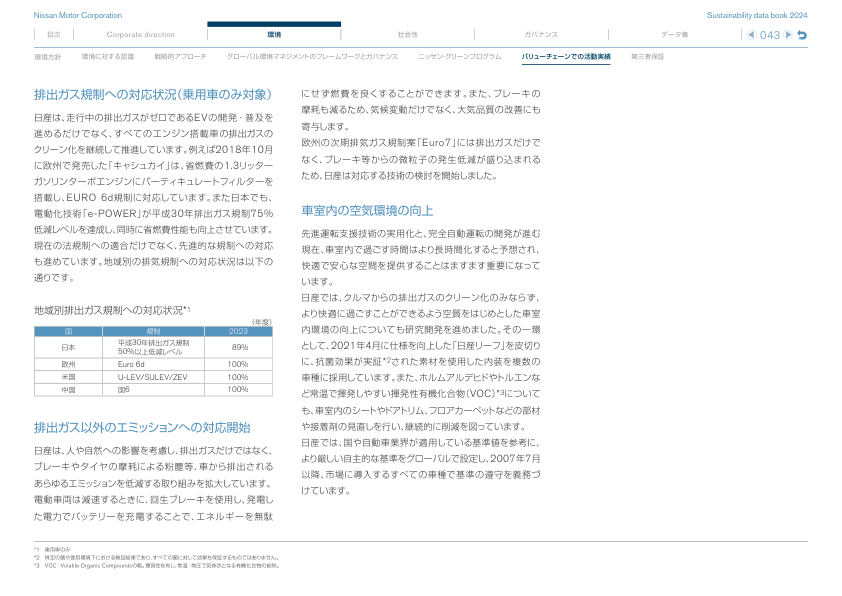 Nissan Motor Corporation
Sustainability data book 2024
目次
Corporate direction
環境
社会性
ガバナンス
データ集
043
環境方針
環境に対する認識
戦略的アプローチ
グローバル環境マネジメントのフレームワークとガバナンス
ニッサン・グリーンプログラム
バリューチェーンでの活動実績
第三者保証
排出ガス規制への対応状況（乗用車のみ対象）
日産は、走行中の排出ガスがゼロであるEVの開発・普及を
進めるだけでなく、すべてのエンジン搭載車の排出ガスの
クリーン化を継続して推進しています。例えば2018年10月
に欧州で発売した「キャシュカイ」は、省燃費の1.3リッター
ガソリンターボエンジンにパーティキュレートフィルターを
搭載し、EURO 6d規制に対応しています。また日本でも、
電動化技術「e-POWER」が平成30年排出ガス規制75%
低減レベルを達成し、同時に省燃費性能も向上させています。
現在の法規制への適合だけでなく、先進的な規制への対応
も進めています。地域別の排気規制への対応状況は以下の
通りです。
地域別排出ガス規制への対応状況*1
（年度）
国 規制 2023
日本 平成30年排出ガス規制
50%以上低減レベル 89%
欧州 Euro 6d 100%
米国 U-LEV/SULEV/ZEV 100%
中国 国6 100%
排出ガス以外のエミッションへの対応開始
日産は、人や自然への影響を考慮し、排出ガスだけではなく、
ブレーキやタイヤの摩耗による粉塵等、車から排出される
あらゆるエミッションを低減する取り組みを拡大しています。
電動車両は減速するときに、回生ブレーキを使用し、発電し
た電力でバッテリーを充電することで、エネルギーを無駄
にせず燃費を良くすることができます。また、ブレーキの
摩耗も減るため、気候変動だけでなく、大気品質の改善にも
寄与します。
欧州の次期排気ガス規制案「Euro7」には排出ガスだけで
なく、ブレーキ等からの微粒子の発生低減が盛り込まれる
ため、日産は対応する技術の検討を開始しました。
車室内の空気環境の向上
先進運転支援技術の実用化と、完全自動運転の開発が進む
現在、車室内で過ごす時間はより長時間化すると予想され、
快適で安心な空間を提供することはますます重要になって
います。
日産では、クルマからの排出ガスのクリーン化のみならず、
より快適に過ごすことができるよう空質をはじめとした車室
内環境の向上についても研究開発を進めました。その一環
として、2021年4月に仕様を向上した「日産リーフ」を皮切り
に、抗菌効果が実証*2された素材を使用した内装を複数の
車種に採用しています。また、ホルムアルデヒドやトルエンな
ど常温で揮発しやすい揮発性有機化合物（VOC）*3について
も、車室内のシートやドアトリム、フロアカーペットなどの部材
や接着剤の見直しを行い、継続的に削減を図っています。
日産では、国や自動車業界が適用している基準値を参考に、
より厳しい自主的な基準をグローバルで設定し、2007年7月
以降、市場に導入するすべての車種で基準の遵守を義務づ
けています。
*1 乗用車のみ
*2 特定の菌や使用環境下における検証結果であり、すべての菌に対して効果を保証するものではありません。
*3 VOC：Volatile Organic Compoundsの略。揮発性を有し、常温・常圧で気体状となる有機化合物の総称。